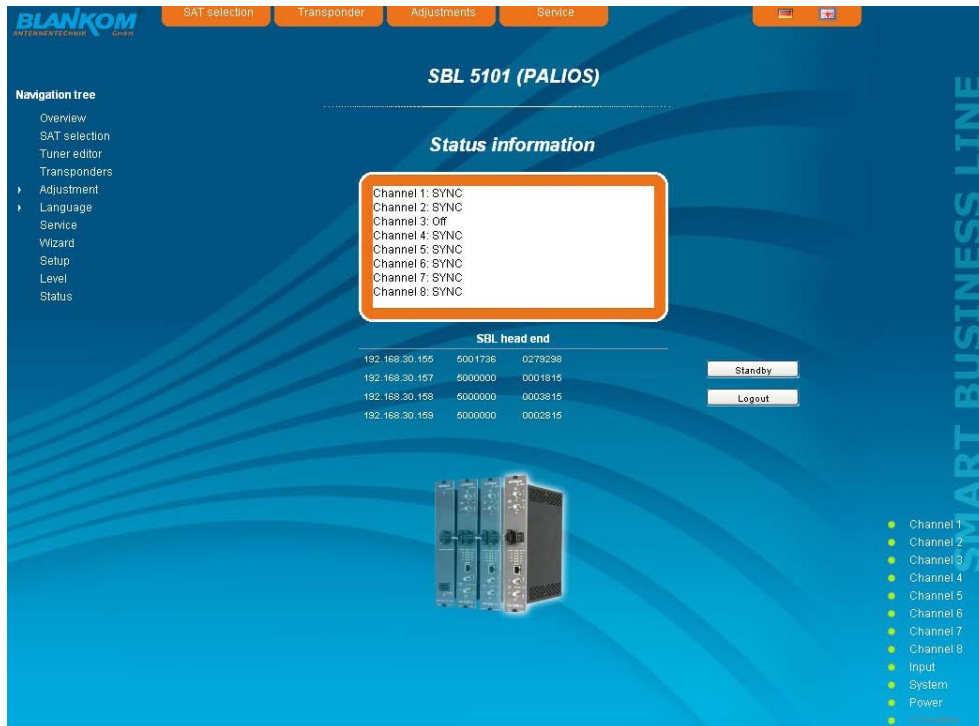 BLANKOM
ANTENNENTECHNIK GmbH
SAT selection
Transponder
Adjustments
Service
SBL 5101 (PALIOS)
Navigation tree
Overview
SAT selection
Tuner editor
Transponders
Adjustment
Language
Service
Wizard
Setup
Level
Status
Status information
Channel 1: SYNC
Channel 2: SYNC
Channel 3: Off
Channel 4: SYNC
Channel 5: SYNC
Channel 6: SYNC
Channel 7: SYNC
Channel 8: SYNC
SBL head end
192.168.30.155 5001736 0279298
192.168.30.157 5000000 0001815
192.168.30.158 5000000 0003815
192.168.30.159 5000000 0002815
Standby
Logout
SMART BUSINESS LINE
Channel 1
Channel 2
Channel 3
Channel 4
Channel 5
Channel 6
Channel 7
Channel 8
Input
System
Power